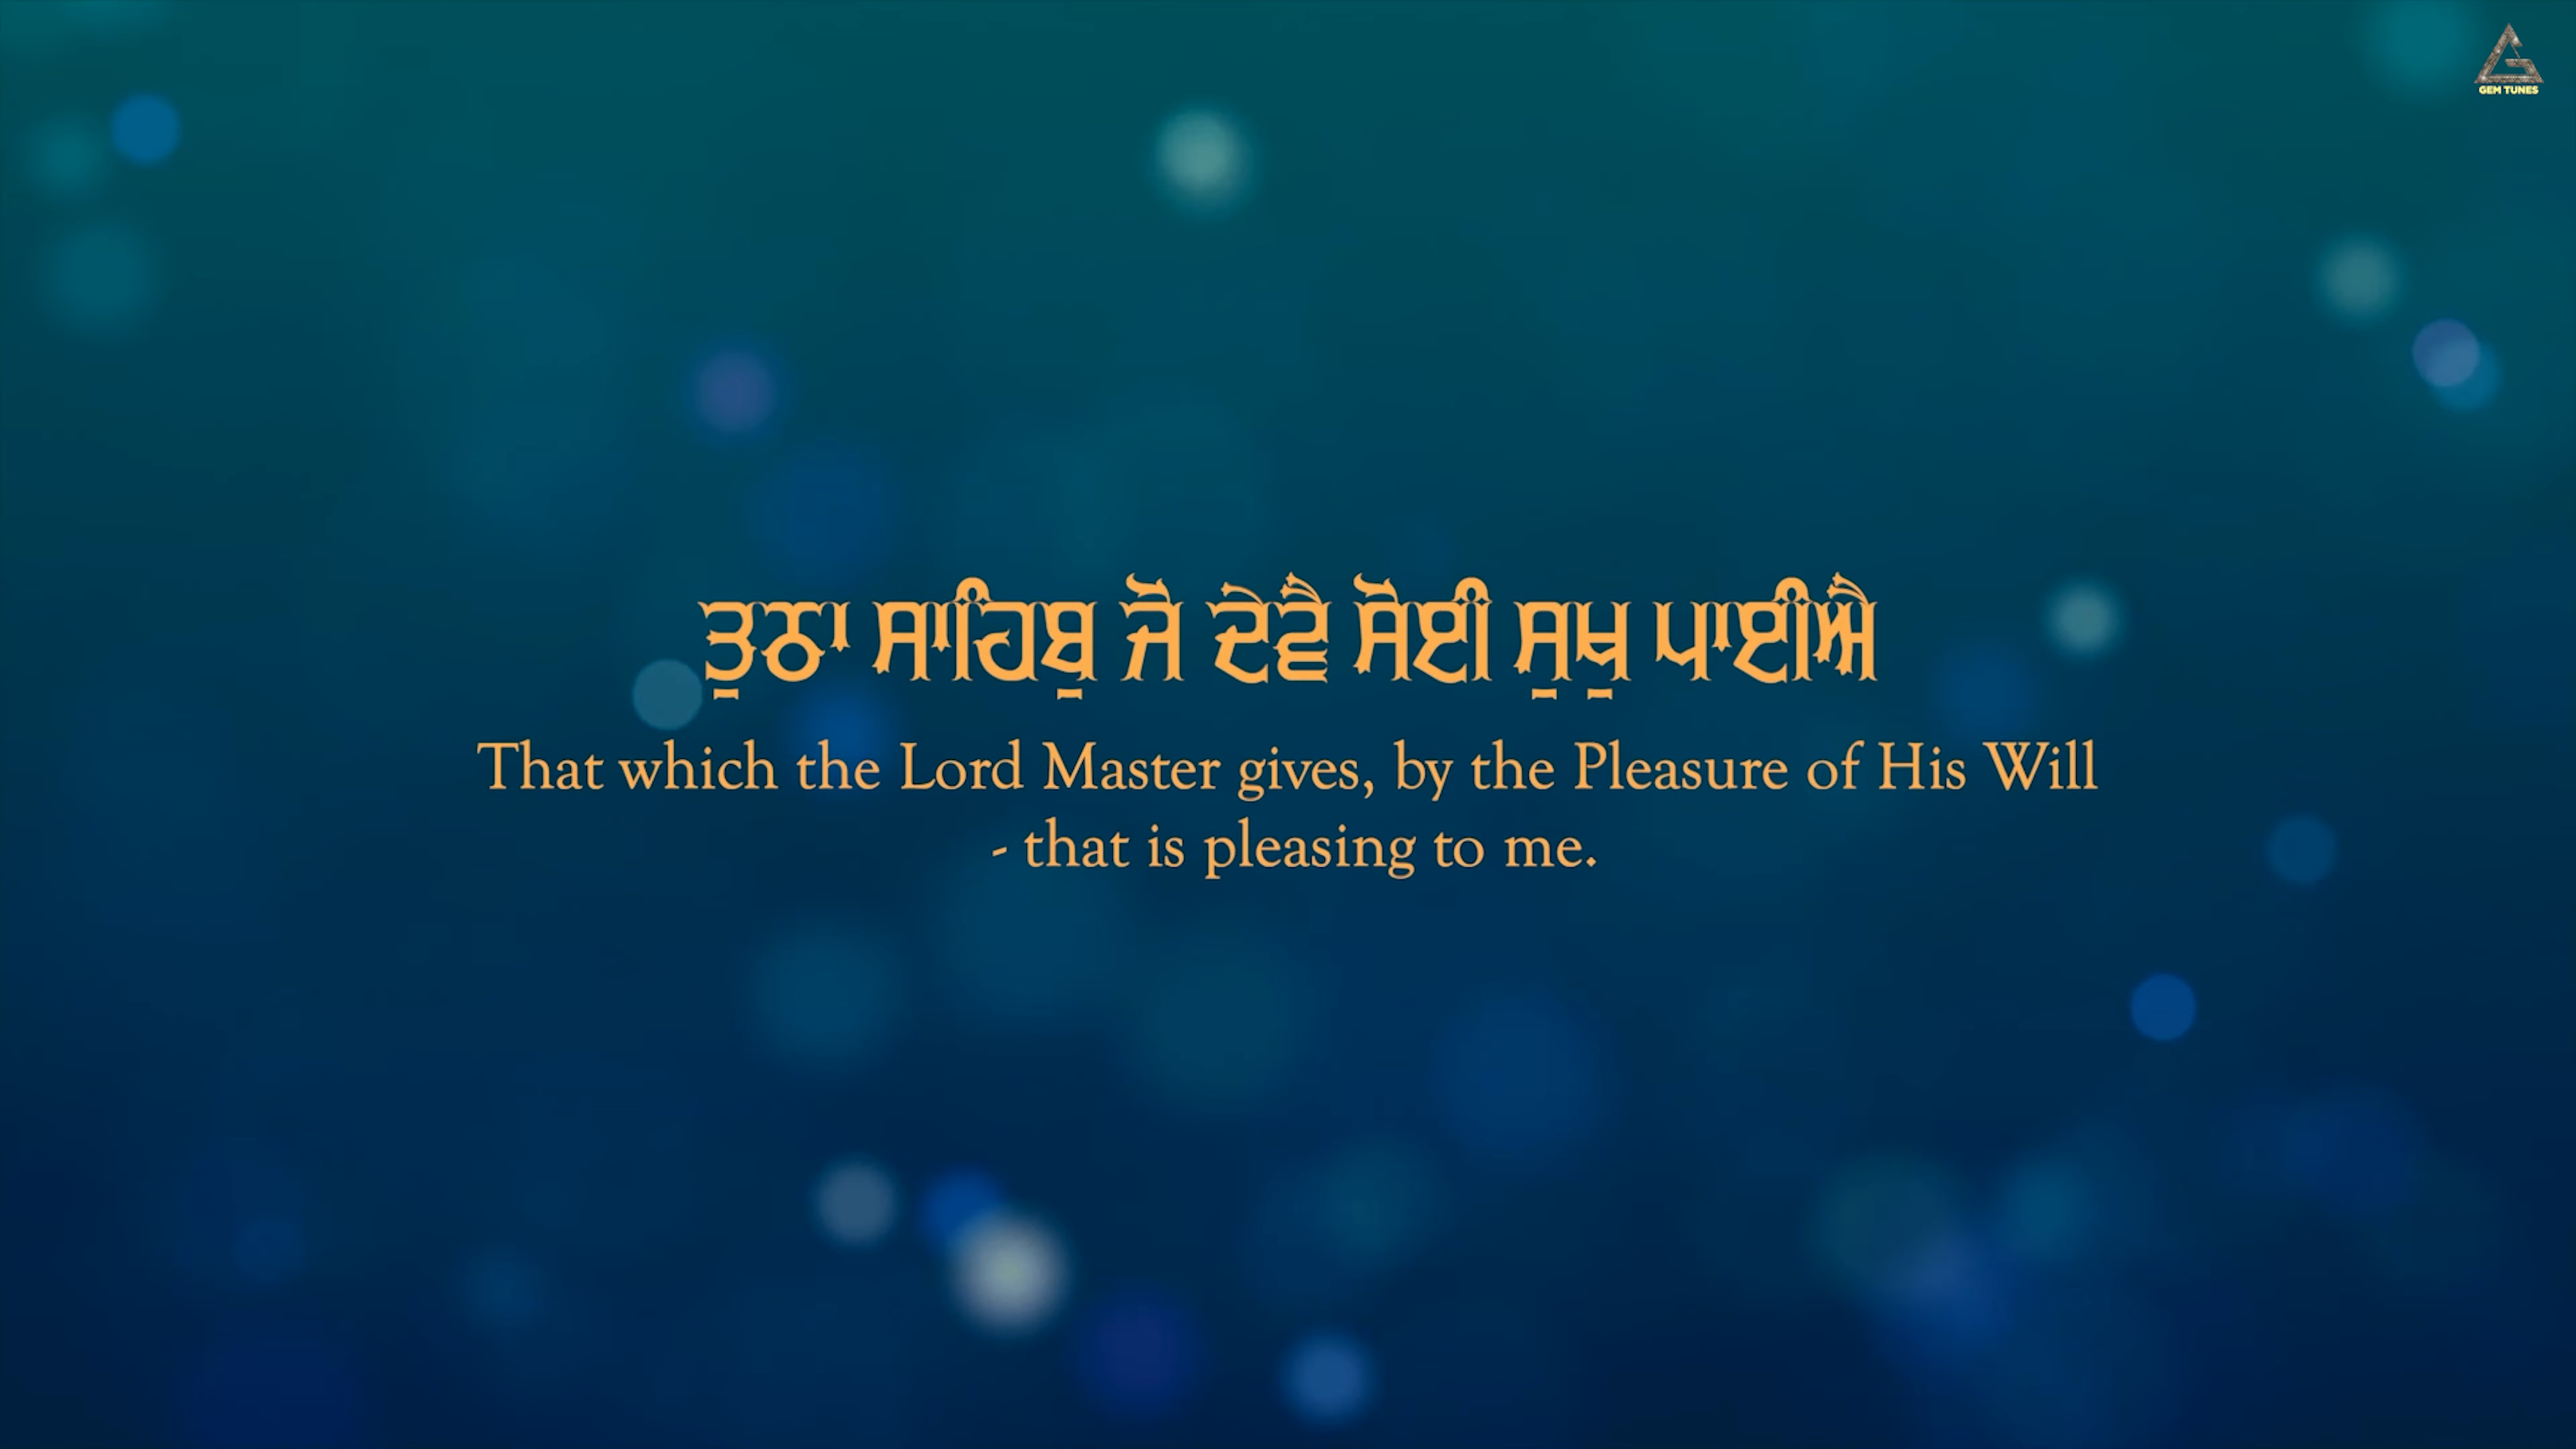 GEM TUNES
ਤੁਠਾ ਸਾਹਿਬੁ ਜੋ ਦੇਵੈ ਸੋਈ ਸੁਖੁ ਪਾਈਐ
That which the Lord Master gives, by the Pleasure of His Will
- that is pleasing to me.